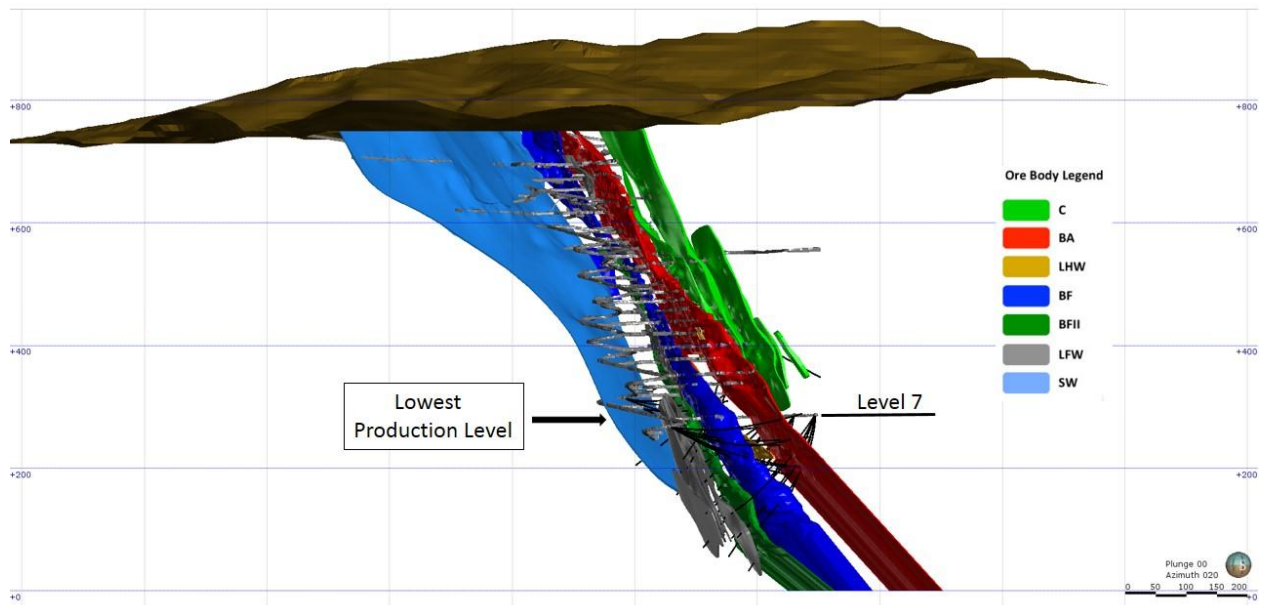 +800
+800
Ore Body Legend
C
BA
LHW
BF
BFII
LFW
SW
+600
+600
+400
+400
Lowest
Production Level
Level 7
+200
+200
Plunge 00
Azimuth 020
0 50 100 150 200
+0
+0